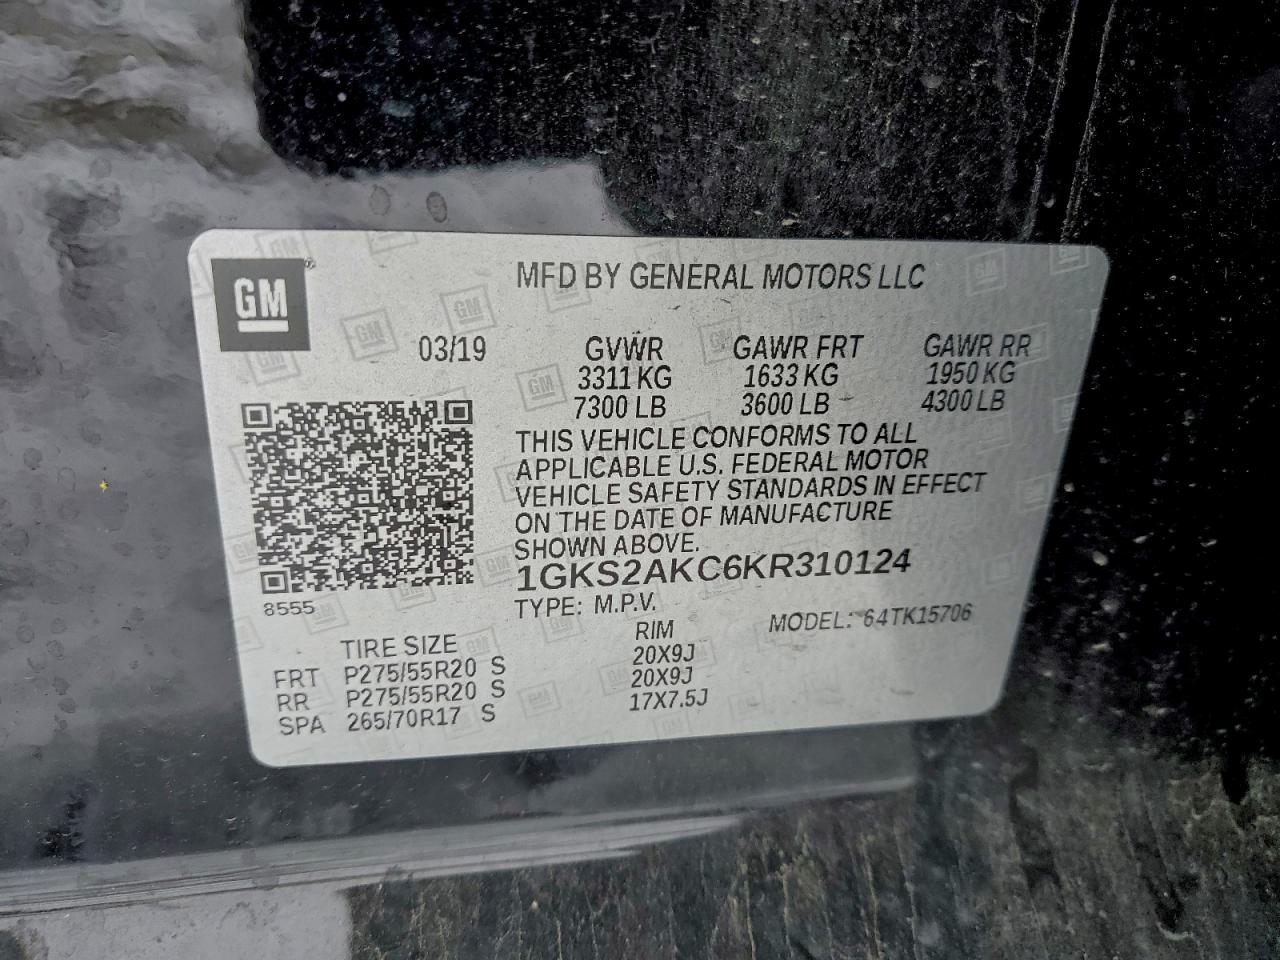 GM
MFD BY GENERAL MOTORS LLC
03/19 GVWR GAWR FRT GAWR RR
3311 KG 1633 KG 1950 KG
7300 LB 3600 LB 4300 LB
THIS VEHICLE CONFORMS TO ALL
APPLICABLE U.S. FEDERAL MOTOR
VEHICLE SAFETY STANDARDS IN EFFECT
ON THE DATE OF MANUFACTURE
SHOWN ABOVE.
1GKS2AKC6KR310124
8555
TYPE: M.P.V. MODEL: 64TK15706
TIRE SIZE RIM
FRT P275/55R20 S 20X9J
RR P275/55R20 S 20X9J
SPA 265/70R17 S 17X7.5J